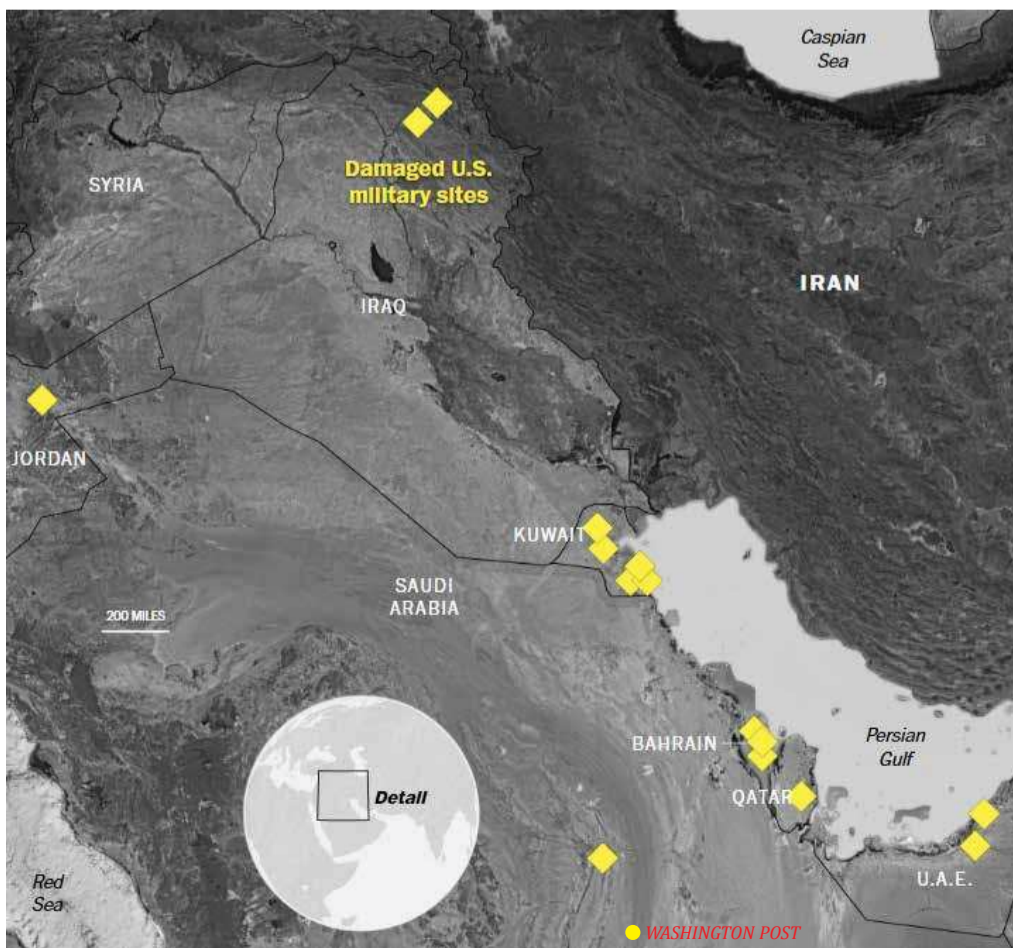 Caspian
Sea
SYRIA
Damaged U.S.
military sites
IRAN
IRAQ
JORDAN
KUWAIT
SAUDI
ARABIA
200 MILES
BAHRAIN
Persian
Gulf
QATAR
Detail
U.A.E.
Red
Sea
WASHINGTON POST